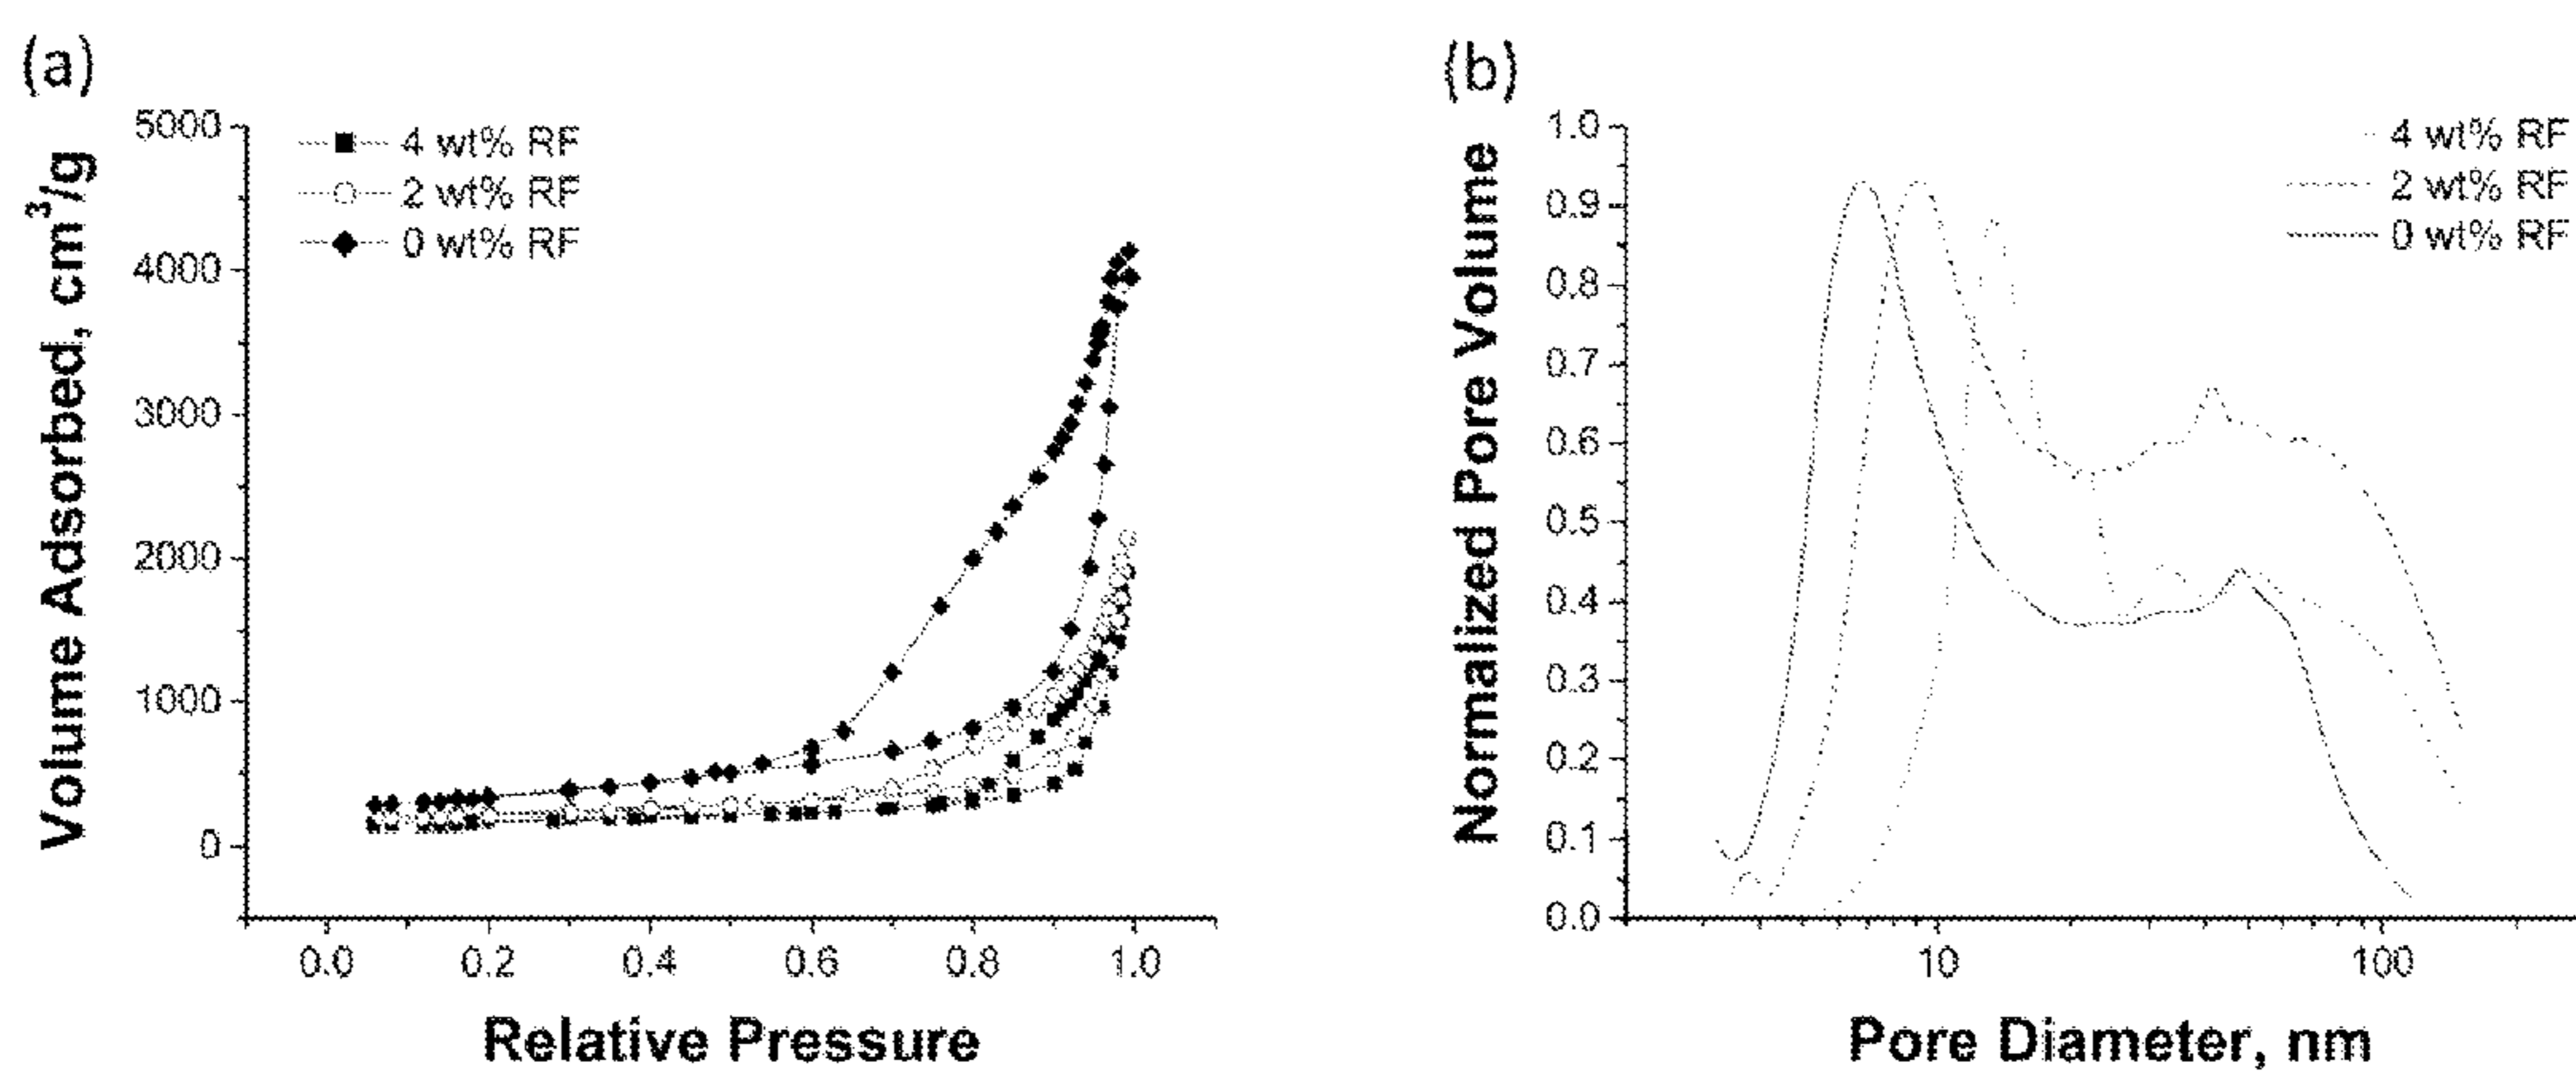 (a)
Volume Adsorbed, cm³/g
5000
4000
3000
2000
1000
0
4 wt% RF
2 wt% RF
0 wt% RF
0.0 0.2 0.4 0.6 0.8 1.0
Relative Pressure
(b)
Normalized Pore Volume
1.0
0.9
0.8
0.7
0.6
0.5
0.4
0.3
0.2
0.1
0.0
4 wt% RF
2 wt% RF
0 wt% RF
10 100
Pore Diameter, nm